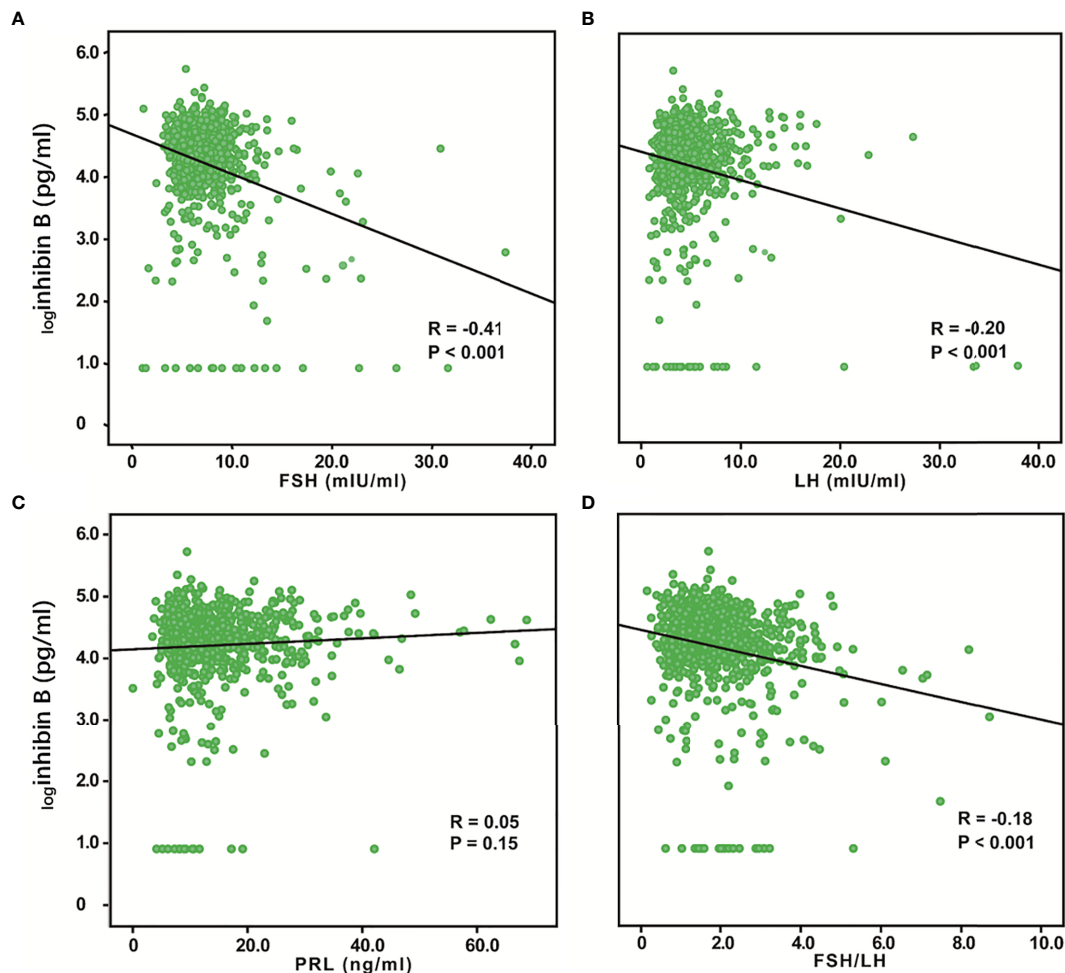 A
6.0
5.0
4.0
3.0
2.0
1.0
0
loginhibin B (pg/ml)
R = -0.41
P < 0.001
0 10.0 20.0 30.0 40.0
FSH (mIU/ml)
B
R = -0.20
P < 0.001
0 10.0 20.0 30.0 40.0
LH (mIU/ml)
C
6.0
5.0
4.0
3.0
2.0
1.0
0
loginhibin B (pg/ml)
R = 0.05
P = 0.15
0 20.0 40.0 60.0
PRL (ng/ml)
D
R = -0.18
P < 0.001
0 2.0 4.0 6.0 8.0 10.0
FSH/LH